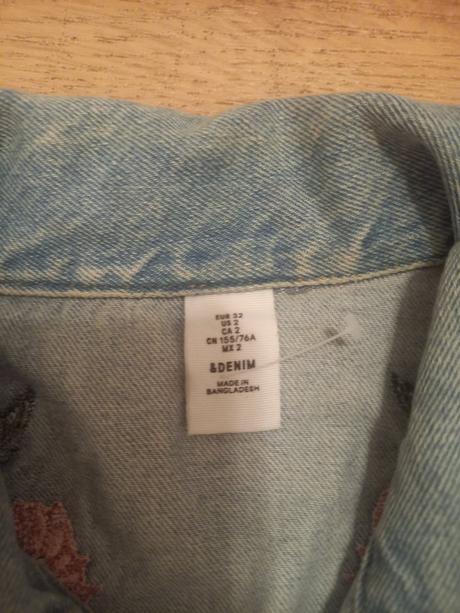 EUR 32
US 2
CA 2
CN 155/76A
MX 2
&DENIM
MADE IN
BANGLADESH